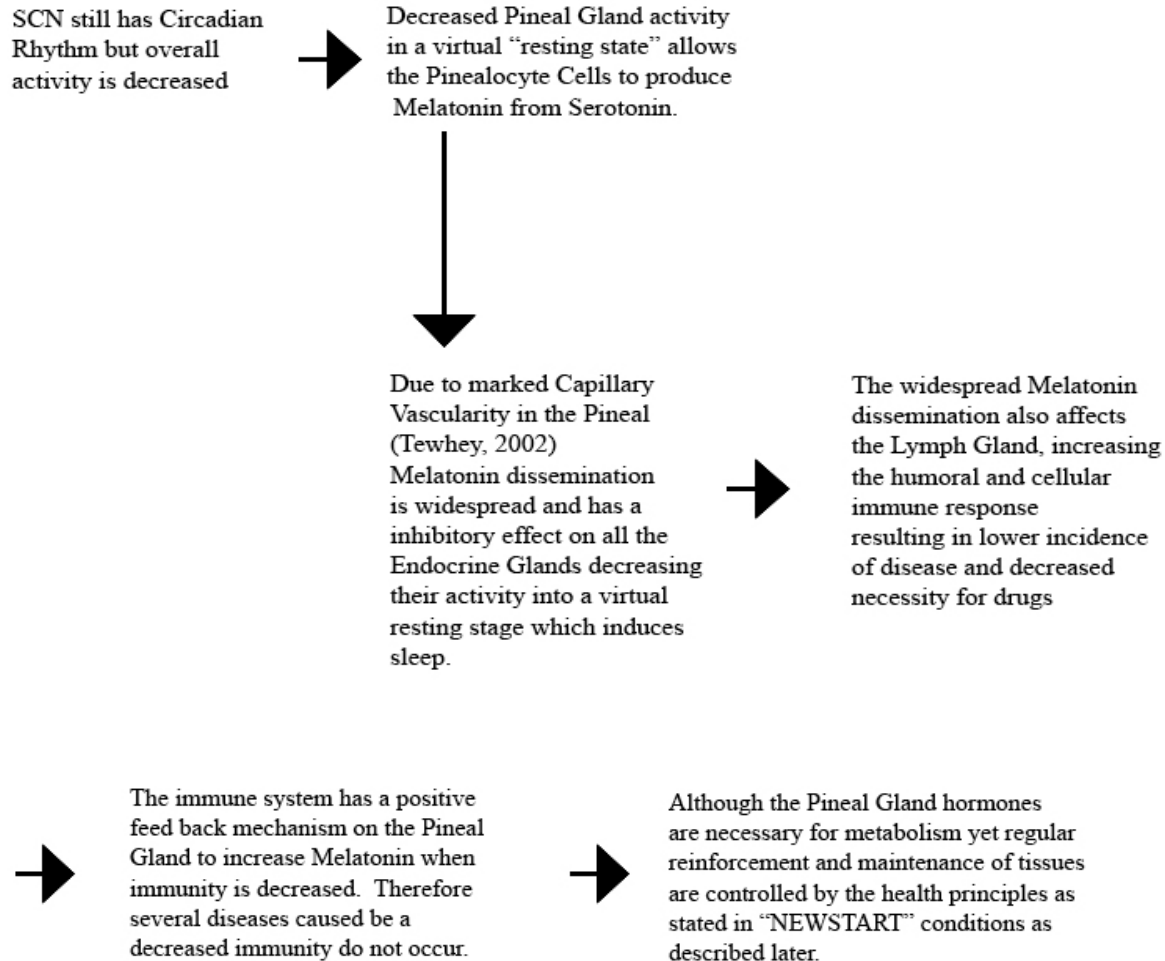 SCN still has Circadian
Rhythm but overall
activity is decreased
Decreased Pineal Gland activity
in a virtual “resting state” allows
the Pinealocyte Cells to produce
Melatonin from Serotonin.
Due to marked Capillary
Vascularity in the Pineal
(Tewhey, 2002)
Melatonin dissemination
is widespread and has a
inhibitory effect on all the
Endocrine Glands decreasing
their activity into a virtual
resting stage which induces
sleep.
The widespread Melatonin
dissemination also affects
the Lymph Gland, increasing
the humoral and cellular
immune response
resulting in lower incidence
of disease and decreased
necessity for drugs
The immune system has a positive
feed back mechanism on the Pineal
Gland to increase Melatonin when
immunity is decreased.  Therefore
several diseases caused be a
decreased immunity do not occur.
Although the Pineal Gland hormones
are necessary for metabolism yet regular
reinforcement and maintenance of tissues
are controlled by the health principles as
stated in “NEWSTART” conditions as
described later.